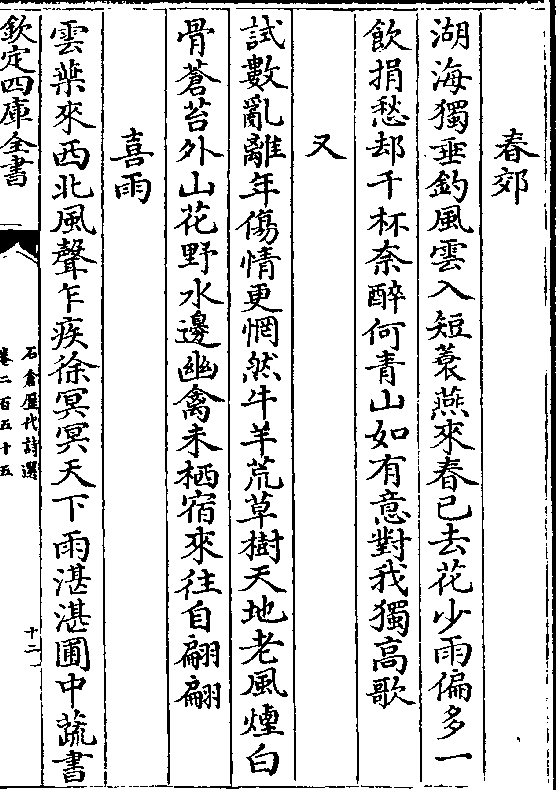 春郊
湖海獨垂釣風雲入短蓑燕來春已去花少雨偏多一
飲捐愁却千杯奈醉何青山如有意對我獨高歌
又
試數亂離年傷情更惘然牛羊荒草樹天地老風煙白
骨蒼苔外山花野水邊幽禽未栖宿來往自翩翩
喜雨
雲葉來西北風聲乍疾徐冥冥天下雨湛湛圃中蔬書
欽定四庫全書
石倉歷代詩選
卷二百五十五
十二